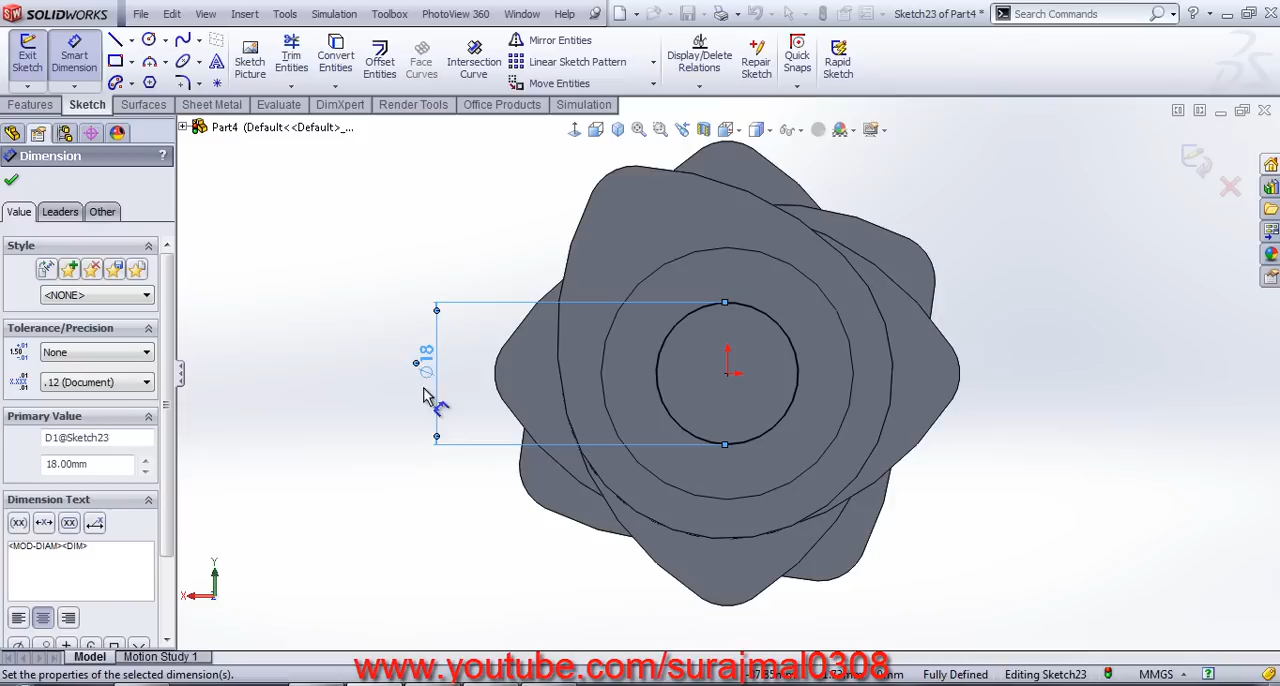 SW SOLIDWORKS File Edit View Insert Tools Simulation Toolbox PhotoView 360 Window Help Sketch23 of Part4 * Search Commands
Exit Sketch Smart Dimension Sketch Picture Trim Entities Convert Entities Offset Entities Face Curves Intersection Curve Mirror Entities Linear Sketch Pattern Move Entities Display/Delete Relations Repair Sketch Quick Snaps Rapid Sketch
Features Sketch Surfaces Sheet Metal Evaluate DimXpert Render Tools Office Products Simulation
Part4 (Default<<Default>_...
Dimension ?
Value Leaders Other
Style
<NONE>
Tolerance/Precision
None
.12 (Document)
Primary Value
D1@Sketch23
18.00mm
Dimension Text
<MOD-DIAM><DIM>
∅18
Y
X
Model Motion Study 1
www.youtube.com/surajmal0308
Set the properties of the selected dimension(s). Fully Defined Editing Sketch23 MMGS